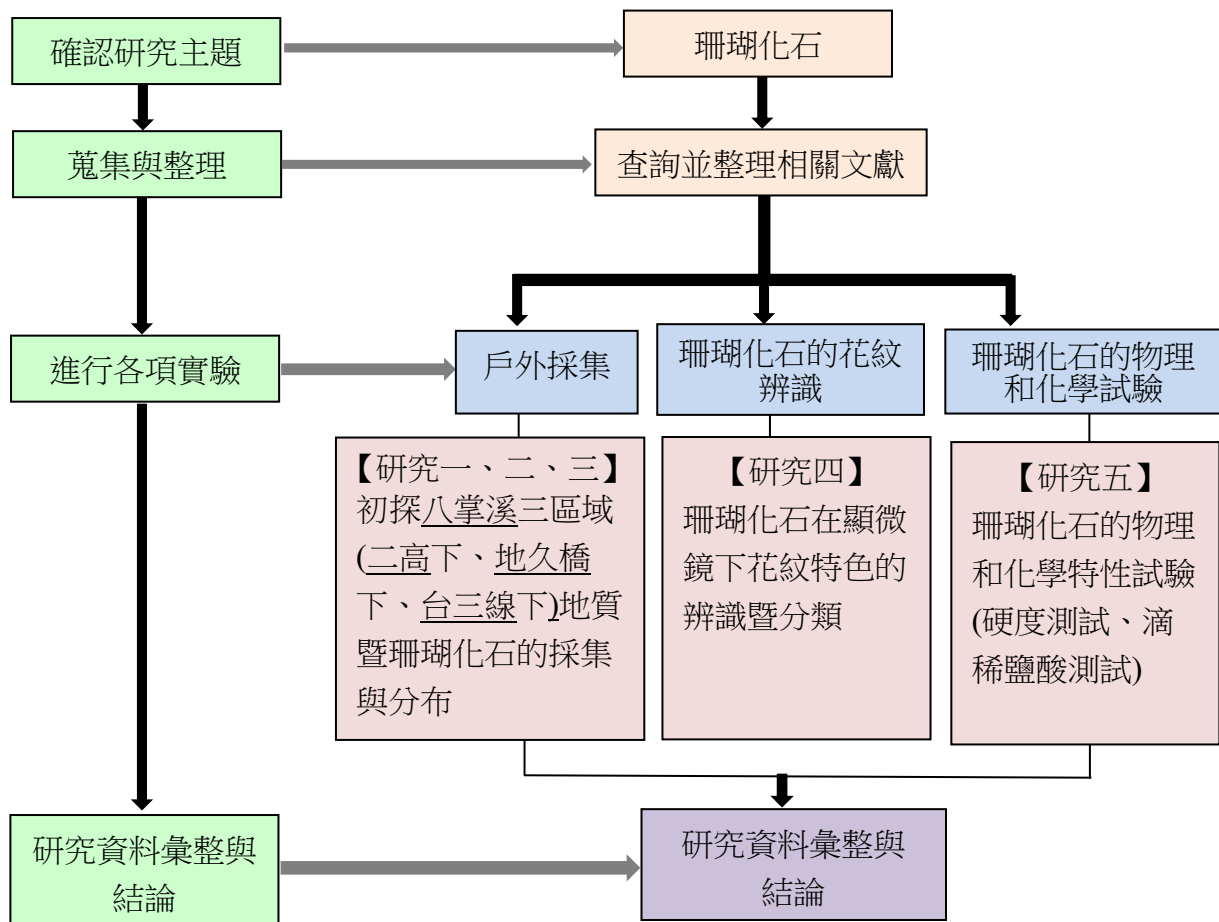 確認研究主題
珊瑚化石
蒐集與整理
查詢並整理相關文獻
進行各項實驗
戶外採集
珊瑚化石的花紋
辨識
珊瑚化石的物理
和化學試驗
【研究一、二、三】
初探八掌溪三區域
(二高下、地久橋
下、台三線下)地質
暨珊瑚化石的採集
與分布
【研究四】
珊瑚化石在顯微
鏡下花紋特色的
辨識暨分類
【研究五】
珊瑚化石的物理
和化學特性試驗
(硬度測試、滴
稀鹽酸測試)
研究資料彙整與
結論
研究資料彙整與
結論